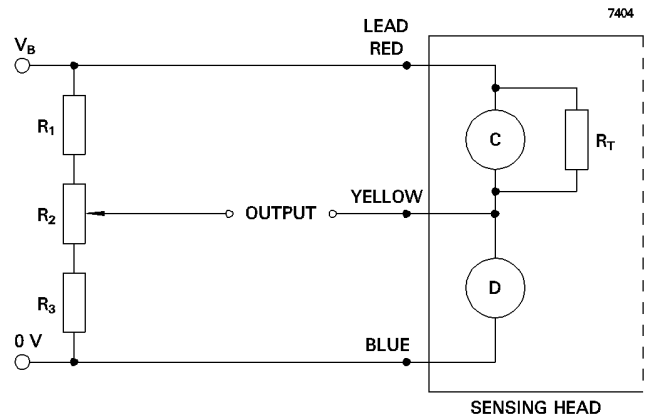 7404
LEAD
RED
V_B
R_1
C
R_T
R_2
OUTPUT
YELLOW
R_3
D
0 V
BLUE
SENSING HEAD